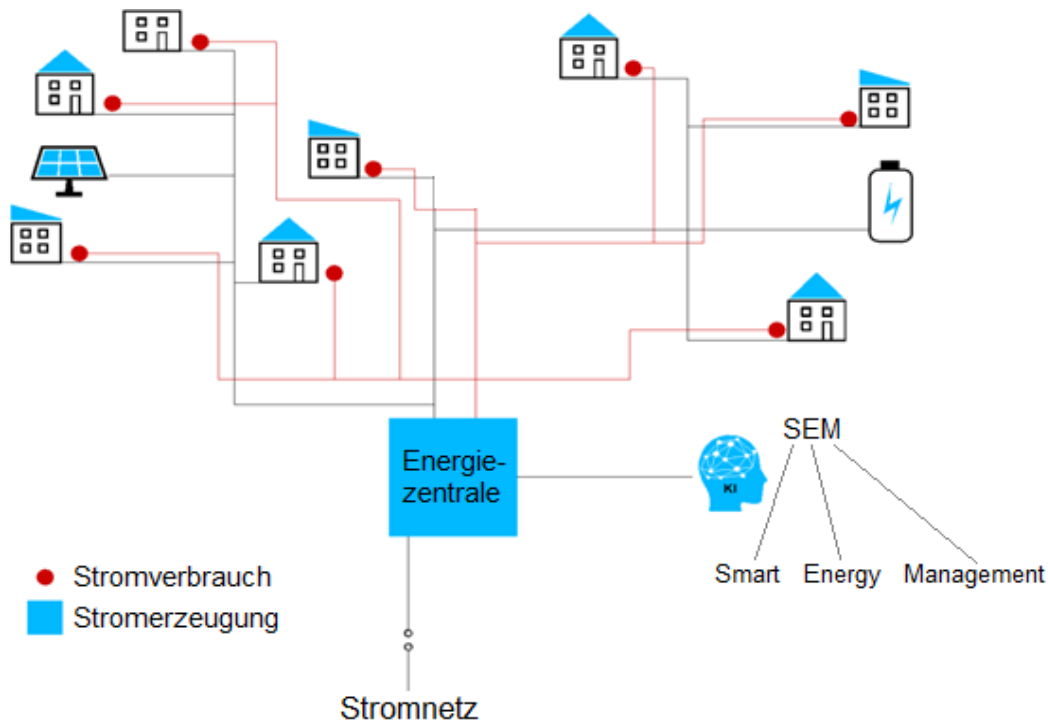 SEM
Energie-
zentrale
KI
Smart Energy Management
Stromverbrauch
Stromerzeugung
Stromnetz